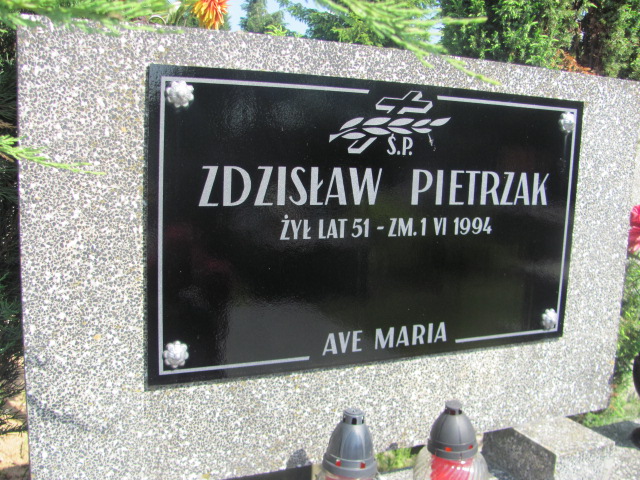 Ś.P.
ZDZISŁAW PIETRZAK
ŻYŁ LAT 51 - ZM. 1 VI 1994
AVE MARIA